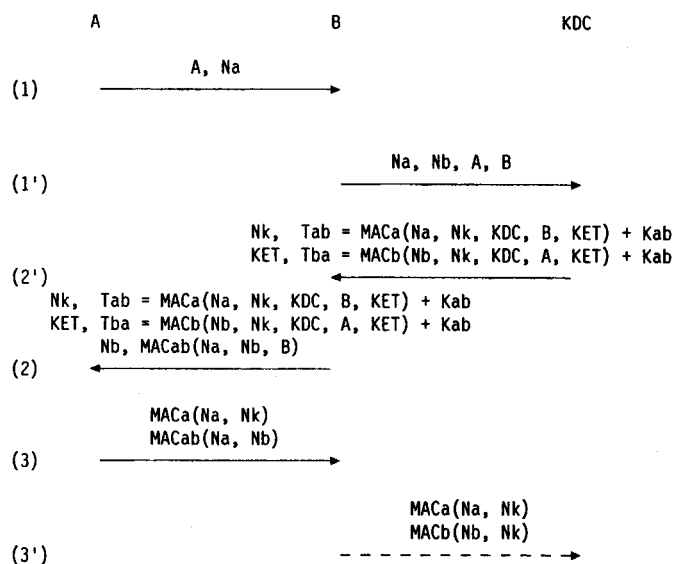 A B KDC
A, Na
(1)
Na, Nb, A, B
(1')
Nk, Tab = MACa(Na, Nk, KDC, B, KET) + Kab
KET, Tba = MACb(Nb, Nk, KDC, A, KET) + Kab
(2')
Nk, Tab = MACa(Na, Nk, KDC, B, KET) + Kab
KET, Tba = MACb(Nb, Nk, KDC, A, KET) + Kab
Nb, MACab(Na, Nb, B)
(2)
MACa(Na, Nk)
MACab(Na, Nb)
(3)
MACa(Na, Nk)
MACb(Nb, Nk)
(3')